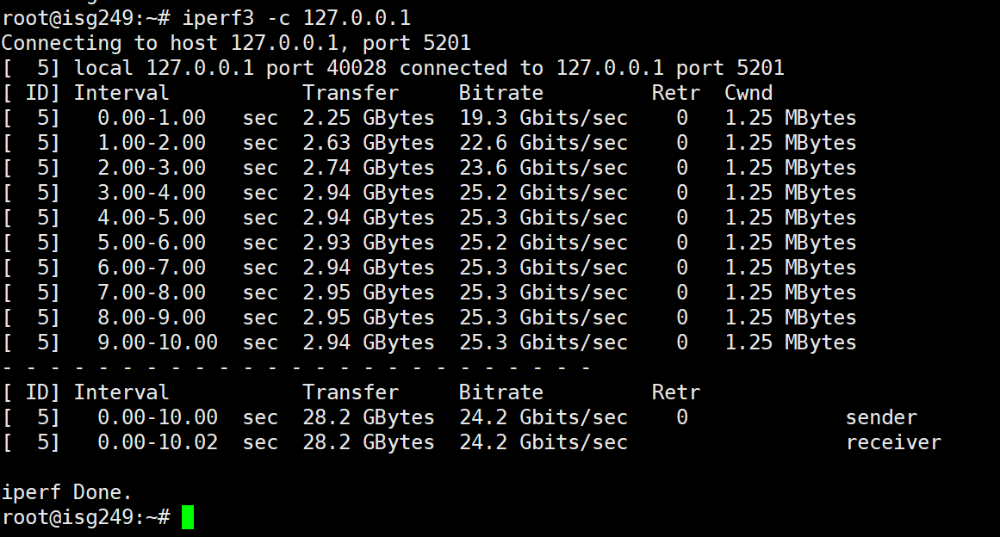 root@isg249:~# iperf3 -c 127.0.0.1
Connecting to host 127.0.0.1, port 5201
[  5] local 127.0.0.1 port 40028 connected to 127.0.0.1 port 5201
[ ID] Interval           Transfer     Bitrate         Retr  Cwnd
[  5]   0.00-1.00   sec  2.25 GBytes  19.3 Gbits/sec    0   1.25 MBytes
[  5]   1.00-2.00   sec  2.63 GBytes  22.6 Gbits/sec    0   1.25 MBytes
[  5]   2.00-3.00   sec  2.74 GBytes  23.6 Gbits/sec    0   1.25 MBytes
[  5]   3.00-4.00   sec  2.94 GBytes  25.2 Gbits/sec    0   1.25 MBytes
[  5]   4.00-5.00   sec  2.94 GBytes  25.3 Gbits/sec    0   1.25 MBytes
[  5]   5.00-6.00   sec  2.93 GBytes  25.2 Gbits/sec    0   1.25 MBytes
[  5]   6.00-7.00   sec  2.94 GBytes  25.3 Gbits/sec    0   1.25 MBytes
[  5]   7.00-8.00   sec  2.95 GBytes  25.3 Gbits/sec    0   1.25 MBytes
[  5]   8.00-9.00   sec  2.95 GBytes  25.3 Gbits/sec    0   1.25 MBytes
[  5]   9.00-10.00  sec  2.94 GBytes  25.3 Gbits/sec    0   1.25 MBytes
- - - - - - - - - - - - - - - - - - - - - - - - -
[ ID] Interval           Transfer     Bitrate         Retr
[  5]   0.00-10.00  sec  28.2 GBytes  24.2 Gbits/sec    0             sender
[  5]   0.00-10.02  sec  28.2 GBytes  24.2 Gbits/sec                  receiver

iperf Done.
root@isg249:~#